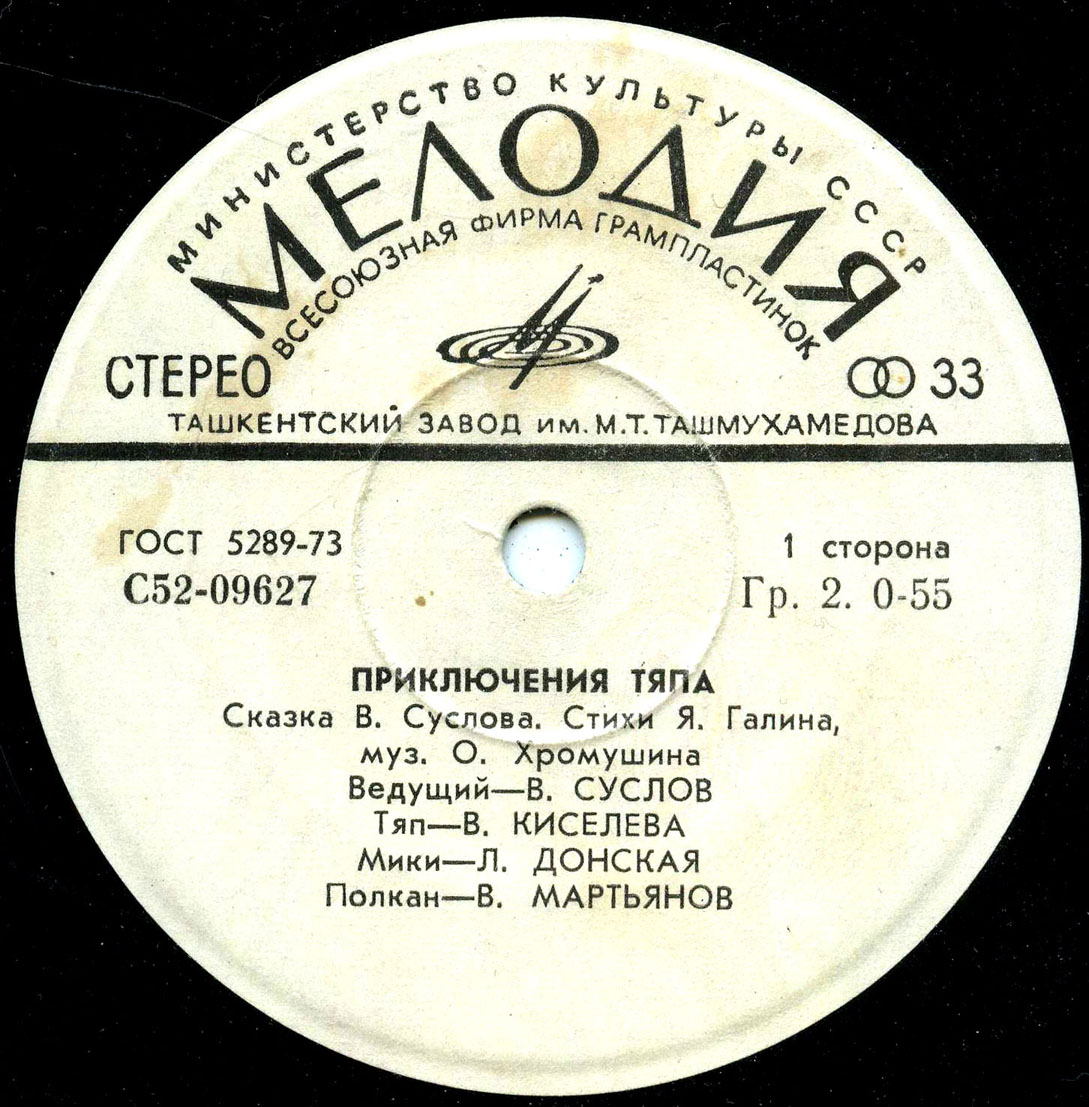 МИНИСТЕРСТВО КУЛЬТУРЫ СССР
МЕЛОДИЯ
ВСЕСОЮЗНАЯ ФИРМА ГРАМПЛАСТИНОК
СТЕРЕО 33
ТАШКЕНТСКИЙ ЗАВОД им. М.Т. ТАШМУХАМЕДОВА
ГОСТ 5289-73 1 сторона
С52-09627 Гр. 2. 0-55
ПРИКЛЮЧЕНИЯ ТЯПА
Сказка В. Суслова. Стихи Я. Галина,
муз. О. Хромушина
Ведущий—В. СУСЛОВ
Тяп—В. КИСЕЛЕВА
Мики—Л. ДОНСКАЯ
Полкан—В. МАРТЬЯНОВ